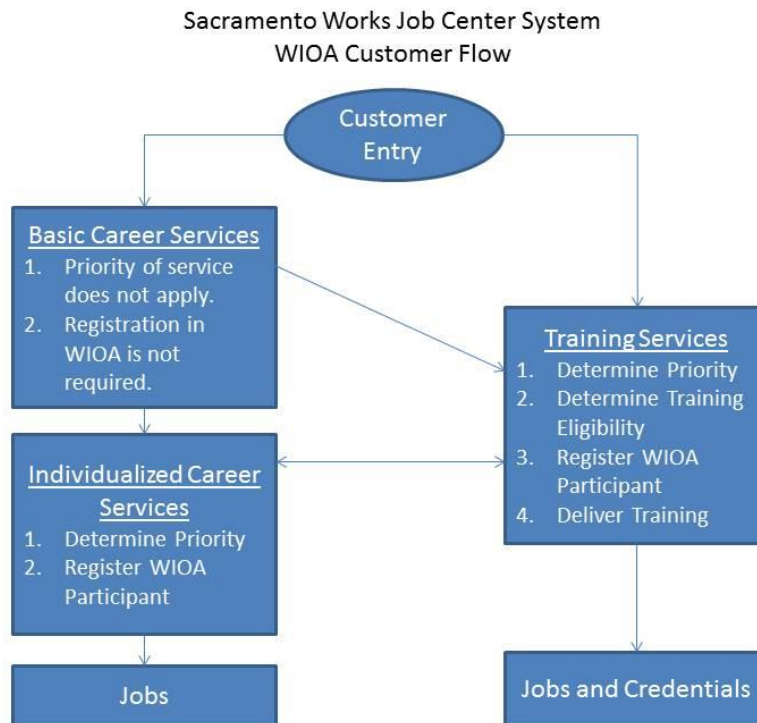 Sacramento Works Job Center System
WIOA Customer Flow
Customer
Entry
Basic Career Services
1. Priority of service
does not apply.
2. Registration in
WIOA is not
required.
Training Services
1. Determine Priority
2. Determine Training
Eligibility
3. Register WIOA
Participant
4. Deliver Training
Individualized Career
Services
1. Determine Priority
2. Register WIOA
Participant
Jobs
Jobs and Credentials